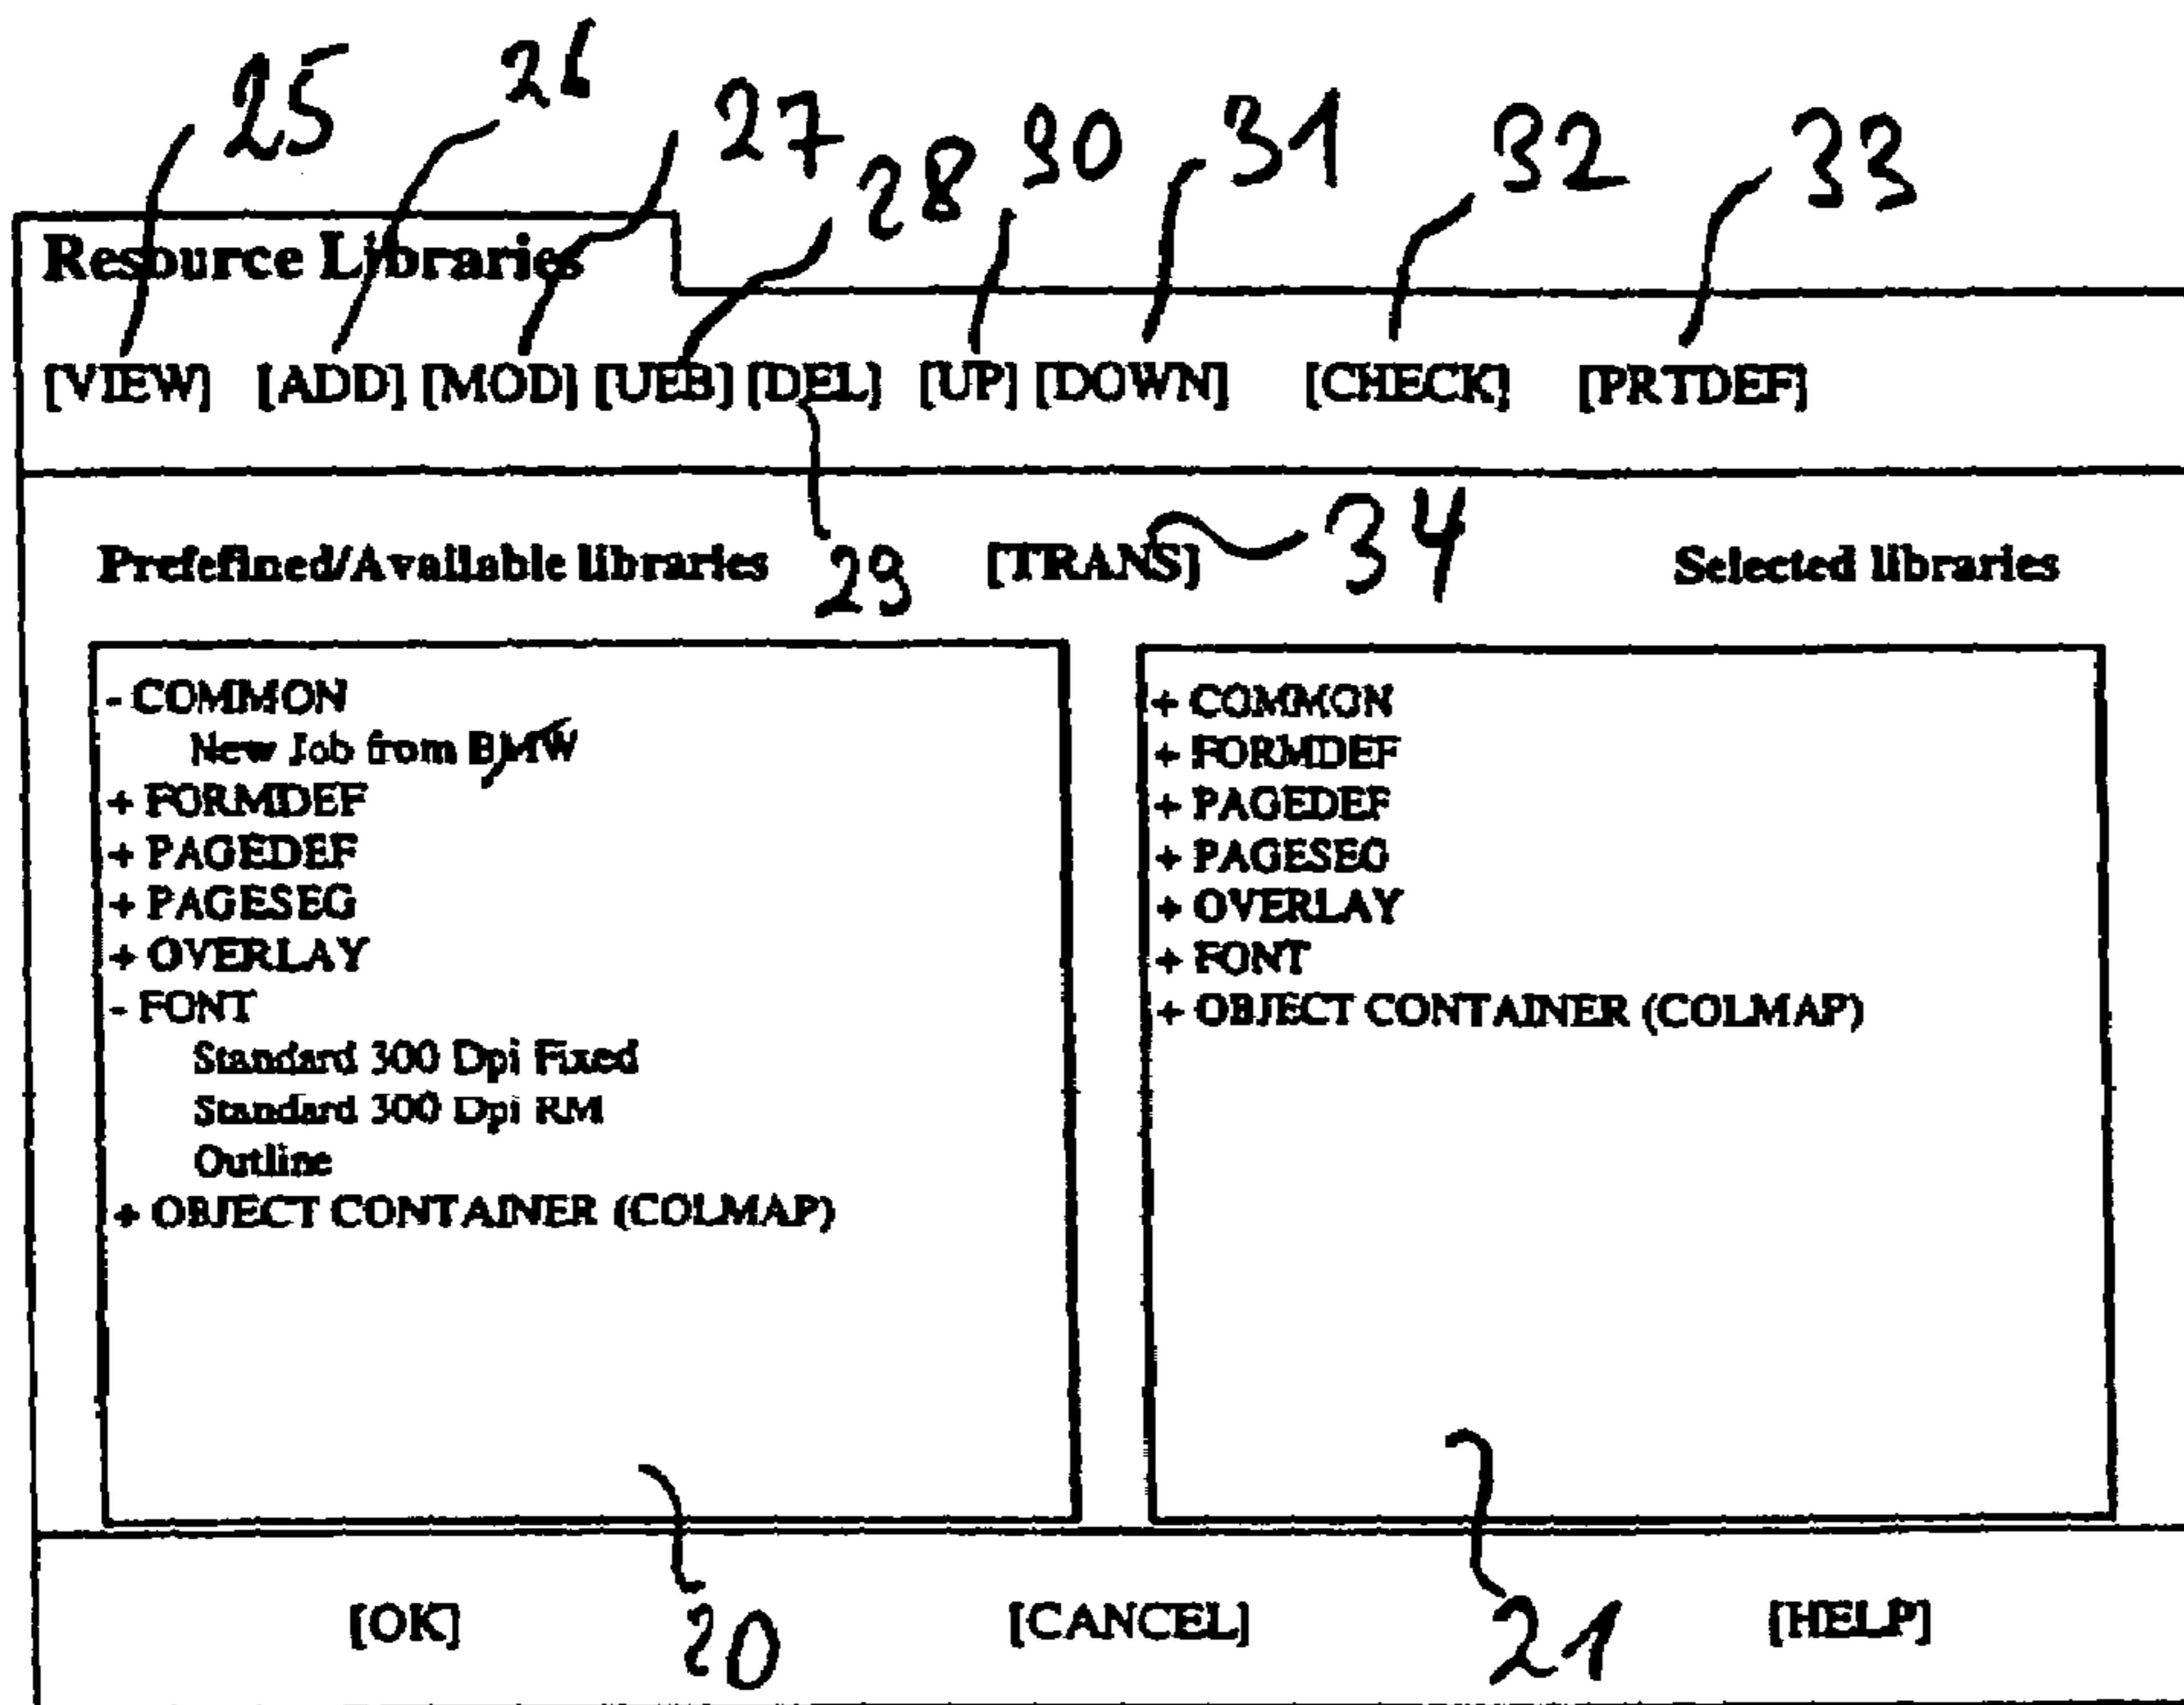 25 26 27 28 30 31 32 33
Resource Libraries
[VIEW] [ADD] [MOD] [UEB] [DEL] [UP] [DOWN] [CHECK] [PRTDEF]
Prefefined/Available libraries 29 [TRANS] 34 Selected libraries
- COMMON
New Job from BMW
+ FORMDEF
+ PAGEDEF
+ PAGESEG
+ OVERLAY
- FONT
Standard 300 Dpi Fixed
Standard 300 Dpi RM
Outline
+ OBJECT CONTAINER (COLMAP)
+ COMMON
+ FORMDEF
+ PAGEDEF
+ PAGESEG
+ OVERLAY
+ FONT
+ OBJECT CONTAINER (COLMAP)
[OK] 20 [CANCEL] 21 [HELP]